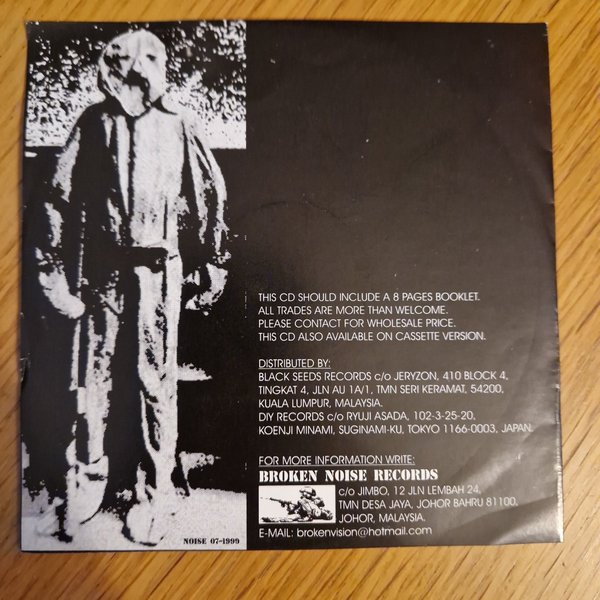 THIS CD SHOULD INCLUDE A 8 PAGES BOOKLET.
ALL TRADES ARE MORE THAN WELCOME.
PLEASE CONTACT FOR WHOLESALE PRICE.
THIS CD ALSO AVAILABLE ON CASSETTE VERSION.
DISTRIBUTED BY:
BLACK SEEDS RECORDS c/o JERYZON, 410 BLOCK 4,
TINGKAT 4, JLN AU 1A/1, TMN SERI KERAMAT, 54200,
KUALA LUMPUR, MALAYSIA.
DIY RECORDS c/o RYUJI ASADA, 102-3-25-20,
KOENJI MINAMI, SUGINAMI-KU, TOKYO 1166-0003, JAPAN.
FOR MORE INFORMATION WRITE:
BROKEN NOISE RECORDS
c/o JIMBO, 12 JLN LEMBAH 24,
TMN DESA JAYA, JOHOR BAHRU 81100,
JOHOR, MALAYSIA.
E-MAIL: brokenvision@hotmail.com
NOISE 07-1999